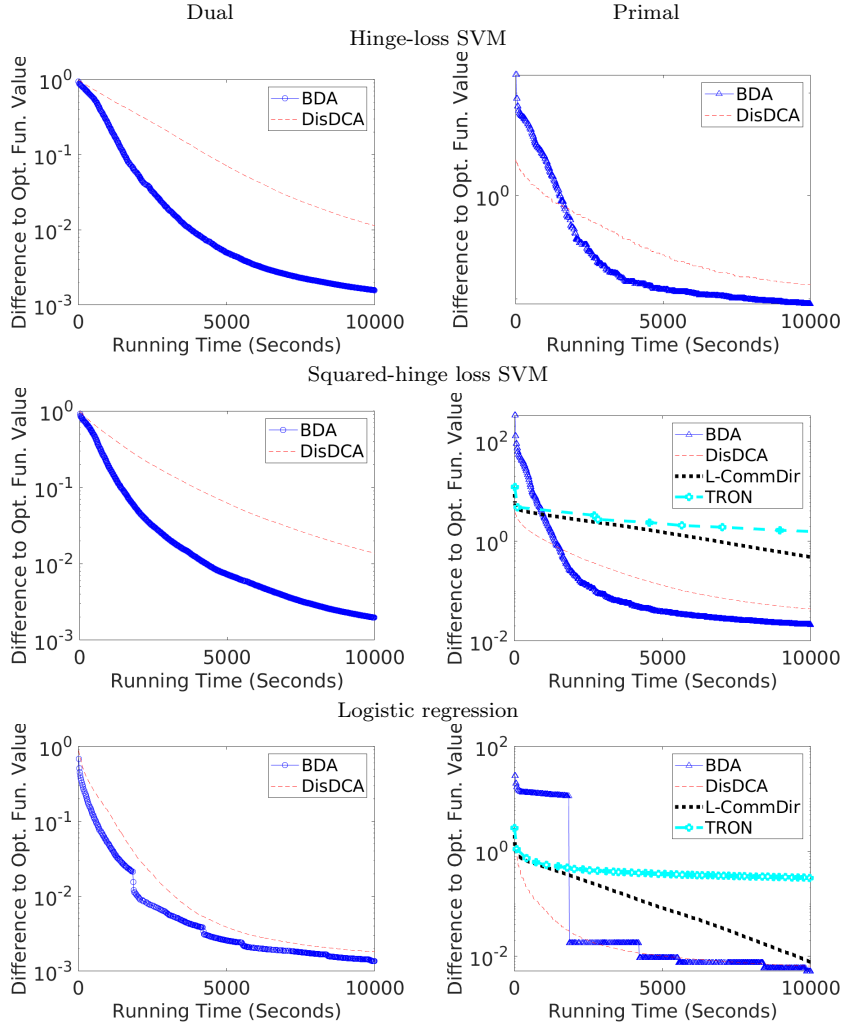 Dual
Primal
Hinge-loss SVM
Difference to Opt. Fun. Value
10^0
10^-1
10^-2
10^-3
BDA
DisDCA
0
5000
10000
Running Time (Seconds)
Difference to Opt. Fun. Value
10^0
BDA
DisDCA
0
5000
10000
Running Time (Seconds)
Squared-hinge loss SVM
Difference to Opt. Fun. Value
10^0
10^-1
10^-2
10^-3
BDA
DisDCA
0
5000
10000
Running Time (Seconds)
Difference to Opt. Fun. Value
10^2
10^0
10^-2
BDA
DisDCA
L-CommDir
TRON
0
5000
10000
Running Time (Seconds)
Logistic regression
Difference to Opt. Fun. Value
10^0
10^-1
10^-2
10^-3
BDA
DisDCA
0
5000
10000
Running Time (Seconds)
Difference to Opt. Fun. Value
10^2
10^0
10^-2
BDA
DisDCA
L-CommDir
TRON
0
5000
10000
Running Time (Seconds)